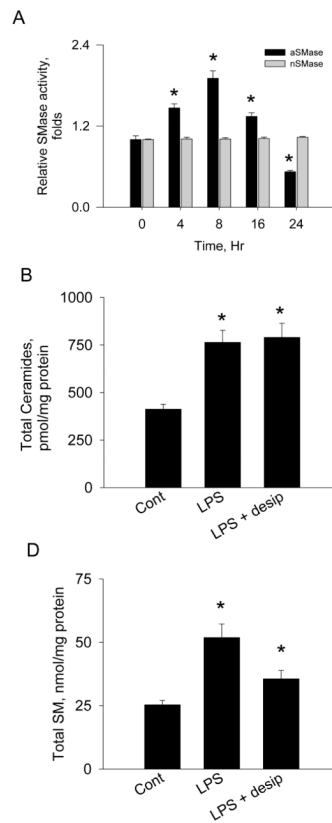 A
Relative SMase activity,
folds
2.4
1.2
0.0
aSMase
nSMase
*
*
*
*
0 4 8 16 24
Time, Hr
B
Total Ceramides,
pmol/mg protein
1000
750
500
250
0
*
*
Cont
LPS
LPS + desip
D
Total SM, nmol/mg protein
75
50
25
0
*
*
Cont
LPS
LPS + desip